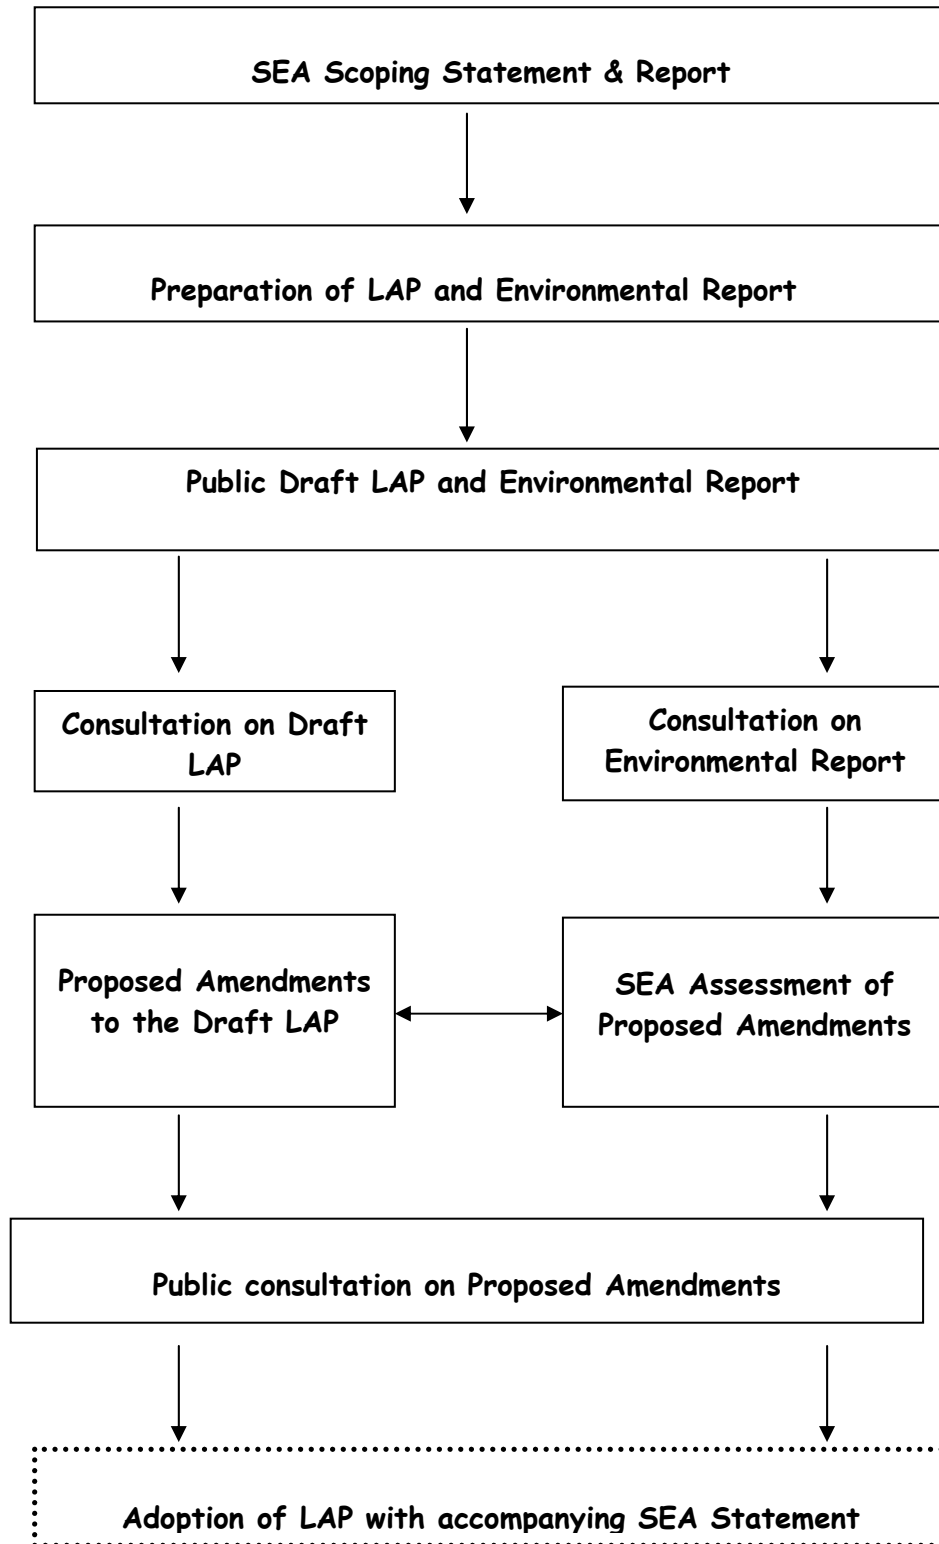 SEA Scoping Statement & Report
Preparation of LAP and Environmental Report
Public Draft LAP and Environmental Report
Consultation on Draft
LAP
Consultation on
Environmental Report
Proposed Amendments
to the Draft LAP
SEA Assessment of
Proposed Amendments
Public consultation on Proposed Amendments
Adoption of LAP with accompanying SEA Statement